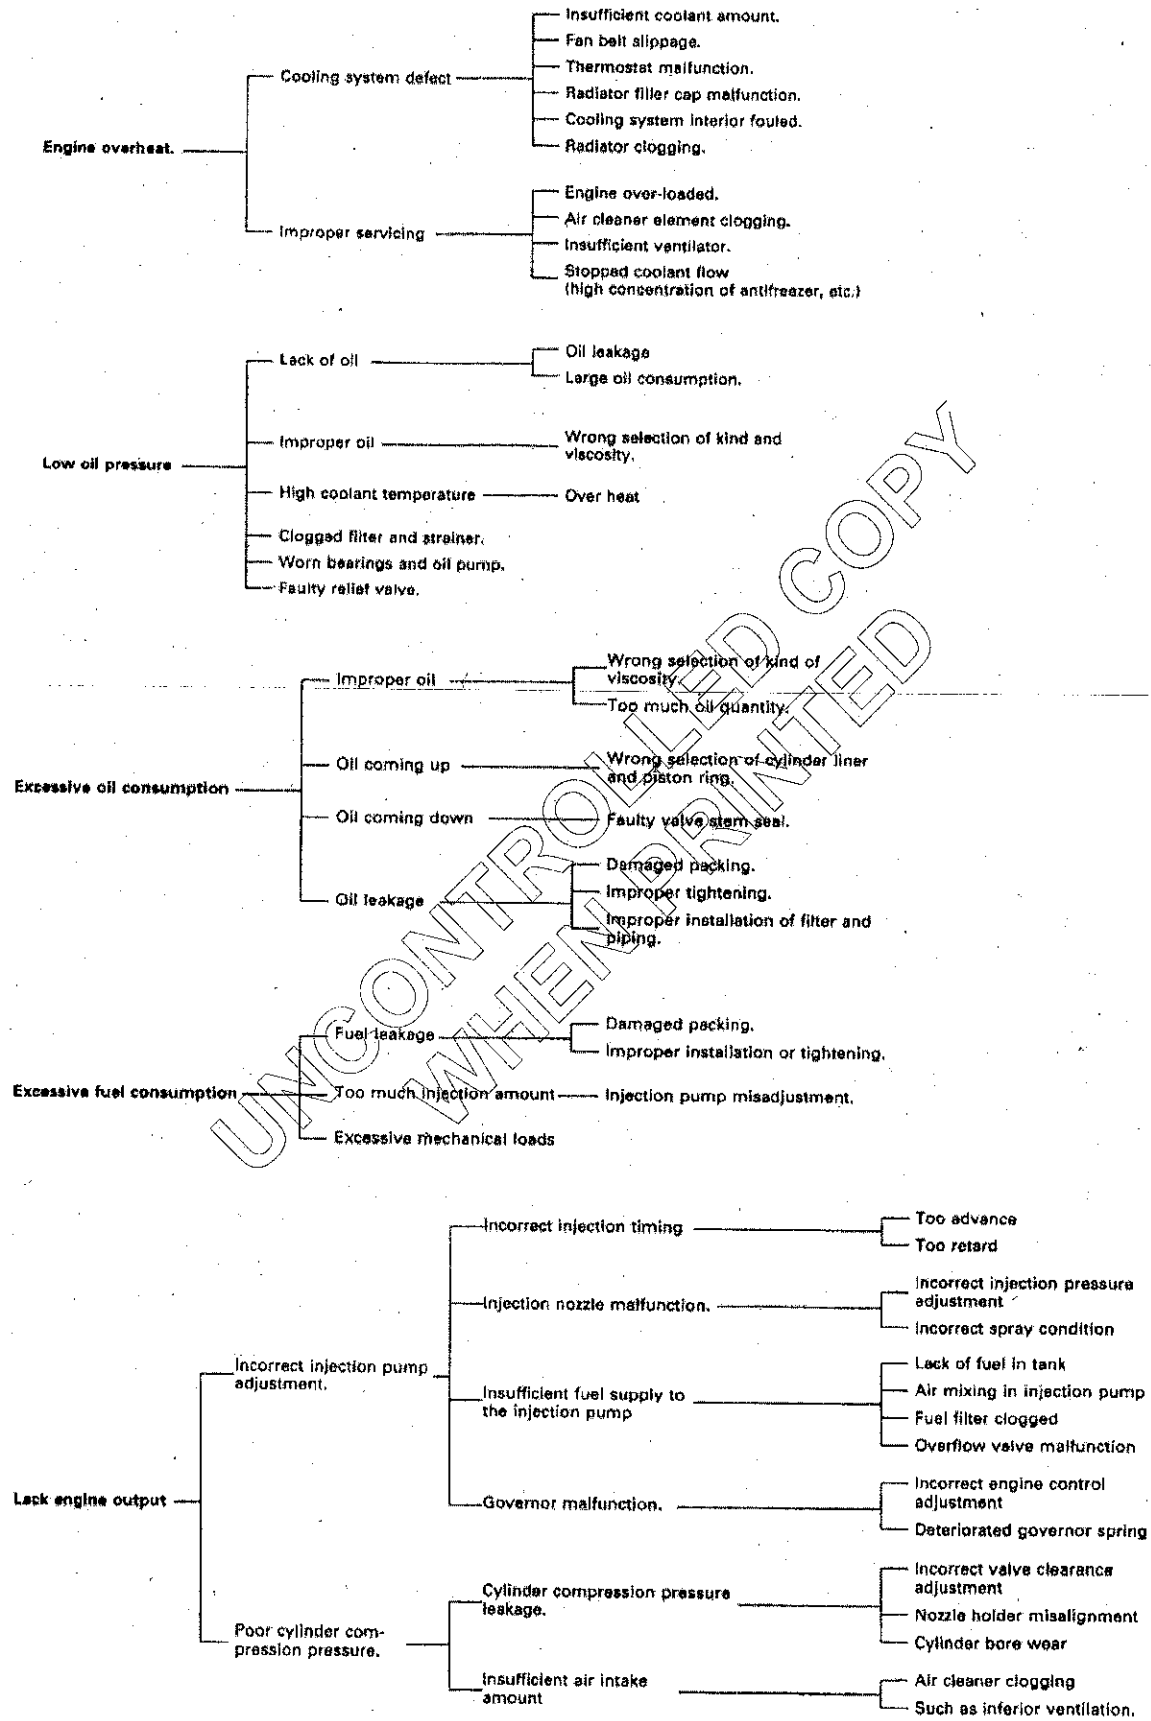 Insufficient coolant amount.
Fan belt slippage.
Thermostat malfunction.
Cooling system defect
Radiator filler cap malfunction.
Cooling system interior fouled.
Engine overheat.
Radiator clogging.
Engine over-loaded.
Air cleaner element clogging.
Improper servicing
Insufficient ventilator.
Stopped coolant flow
(high concentration of antifreezer, etc.)
Lack of oil
Oil leakage
Large oil consumption.
Improper oil
Wrong selection of kind and
viscosity.
Low oil pressure
High coolant temperature
Over heat
Clogged filter and strainer.
Worn bearings and oil pump.
Faulty relief valve.
Improper oil
Wrong selection of kind of
viscosity.
Too much oil quantity.
Oil coming up
Wrong selection of cylinder liner
and piston ring.
Excessive oil consumption
Oil coming down
Faulty valve stem seal.
Oil leakage
Damaged packing.
Improper tightening.
Improper installation of filter and
piping.
Fuel leakage
Damaged packing.
Improper installation or tightening.
Excessive fuel consumption
Too much injection amount
Injection pump misadjustment.
Excessive mechanical loads
Incorrect injection timing
Too advance
Too retard
Injection nozzle malfunction.
Incorrect injection pressure
adjustment
Incorrect spray condition
Incorrect injection pump
adjustment.
Insufficient fuel supply to
the injection pump
Lack of fuel in tank
Air mixing in injection pump
Fuel filter clogged
Overflow valve malfunction
Lack engine output
Governor malfunction.
Incorrect engine control
adjustment
Deteriorated governor spring
Cylinder compression pressure
leakage.
Incorrect valve clearance
adjustment
Nozzle holder misalignment
Cylinder bore wear
Poor cylinder com-
pression pressure.
Insufficient air intake
amount
Air cleaner clogging
Such as inferior ventilation.
UNCONTROLLED COPY
WHEN PRINTED